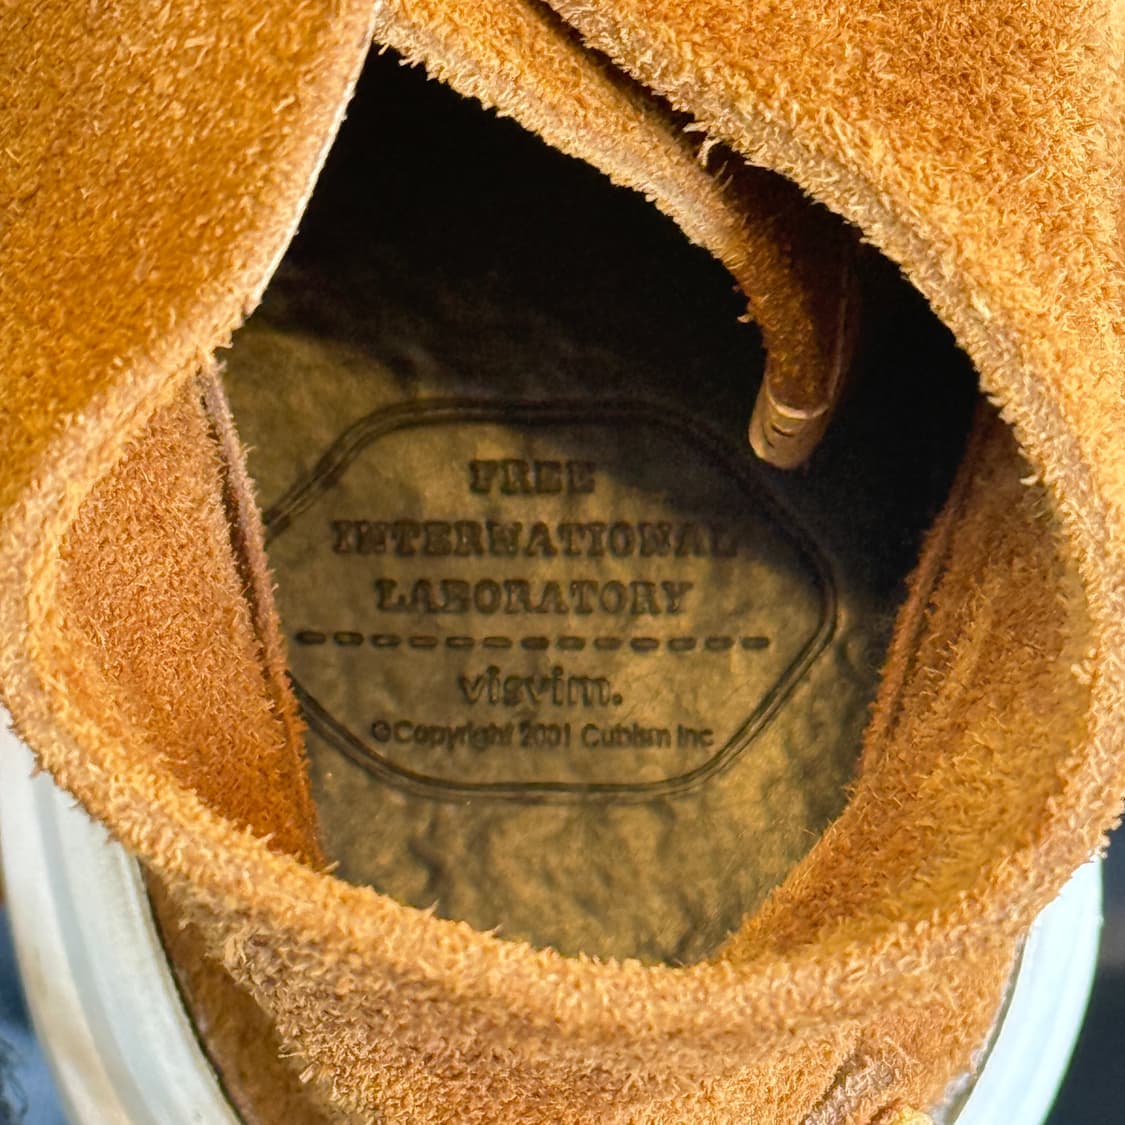 FREE
INTERNATIONAL
LABORATORY
visvim.
©Copyright 2001 Cubism Inc